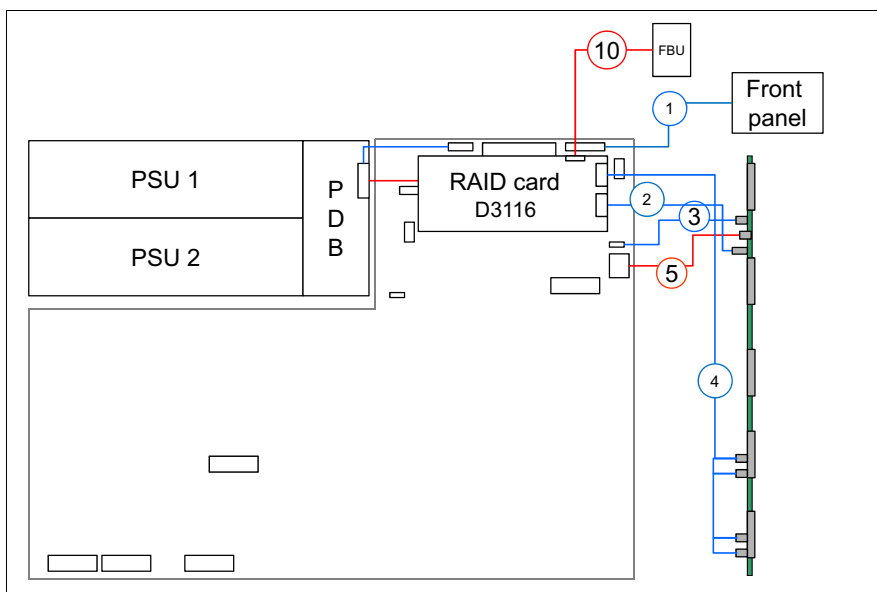 10
FBU
1
Front
panel
PSU 1
P
D
B
RAID card
D3116
2
3
PSU 2
5
4